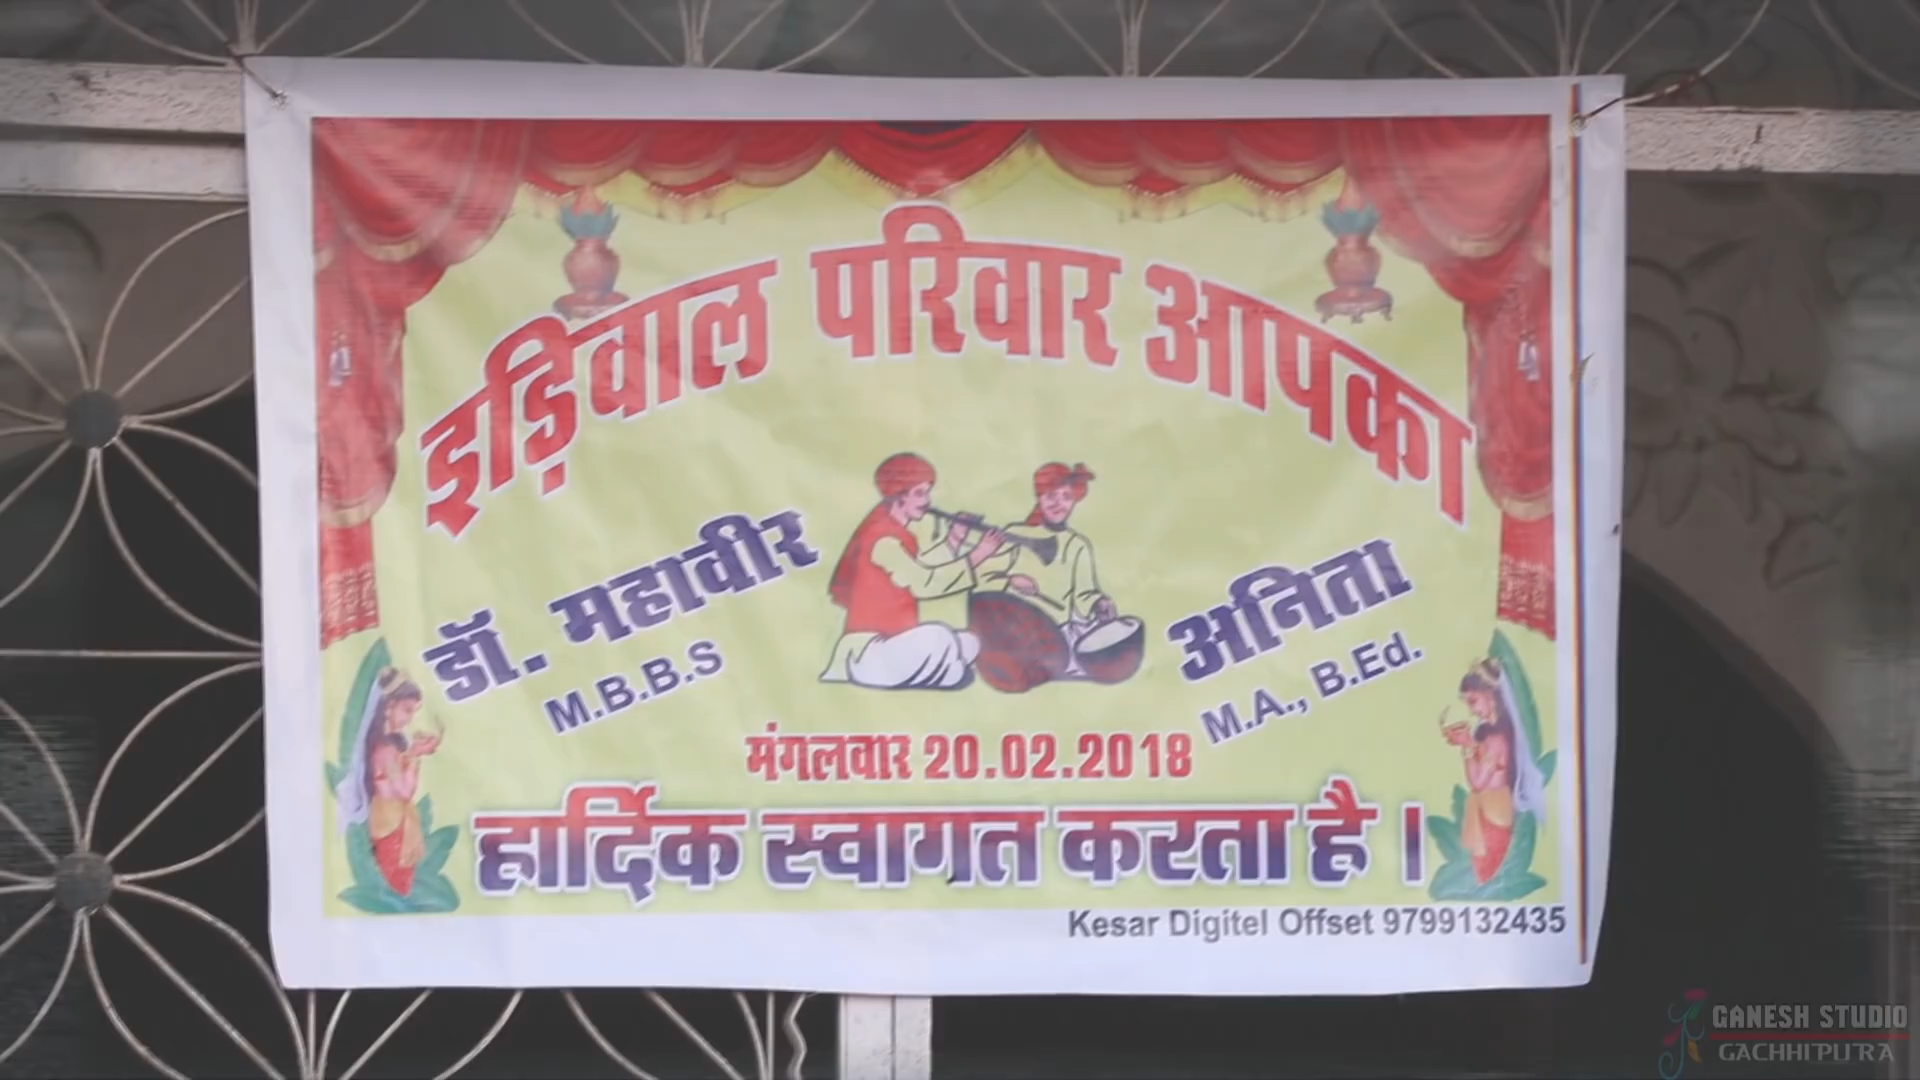 इड़िवाल परिवार आपका
डॉ. महावीर
M.B.B.S
अनिता
M.A., B.Ed.
मंगलवार 20.02.2018
हार्दिक स्वागत करता है ।
Kesar Digitel Offset 9799132435
GANESH STUDIO
GACHHIPURA